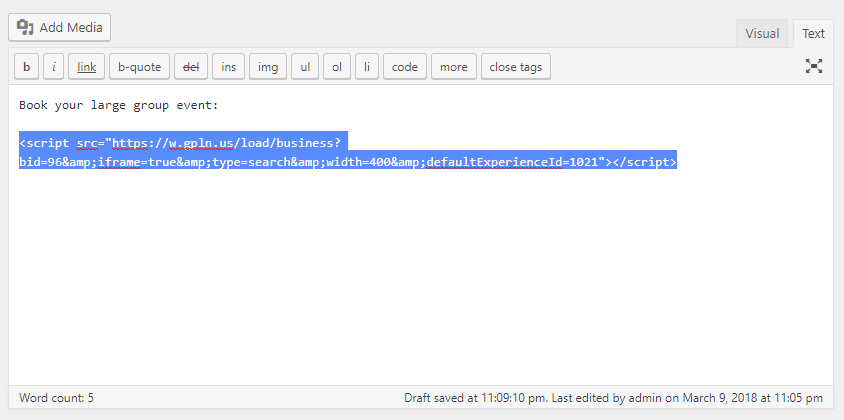 Add Media
Visual Text
b i link b-quote del ins img ul ol li code more close tags
Book your large group event:
<script src="https://w.gpln.us/load/business?
bid=96&amp;iframe=true&amp;type=search&amp;width=400&amp;defaultExperienceId=1021"></script>
Word count: 5 Draft saved at 11:09:10 pm. Last edited by admin on March 9, 2018 at 11:05 pm